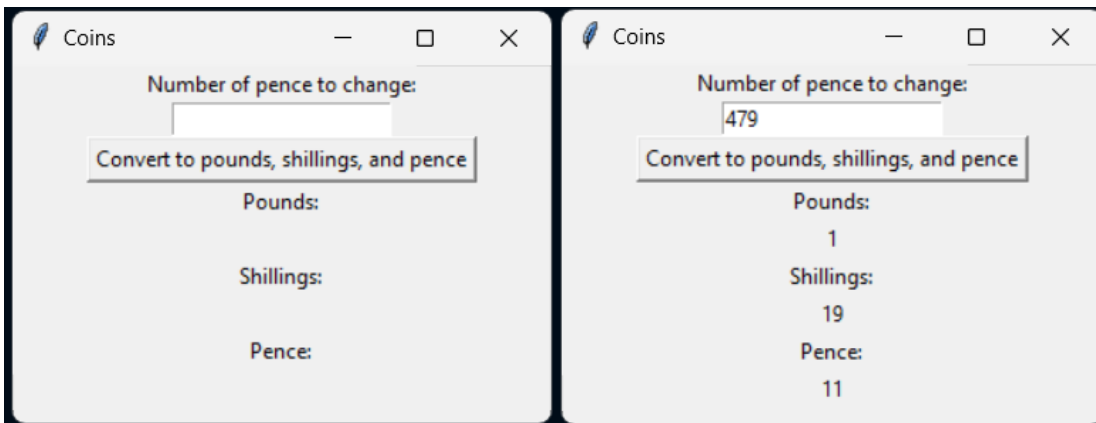 Coins
Number of pence to change:
Convert to pounds, shillings, and pence
Pounds:
Shillings:
Pence:
Coins
Number of pence to change:
479
Convert to pounds, shillings, and pence
Pounds:
1
Shillings:
19
Pence:
11